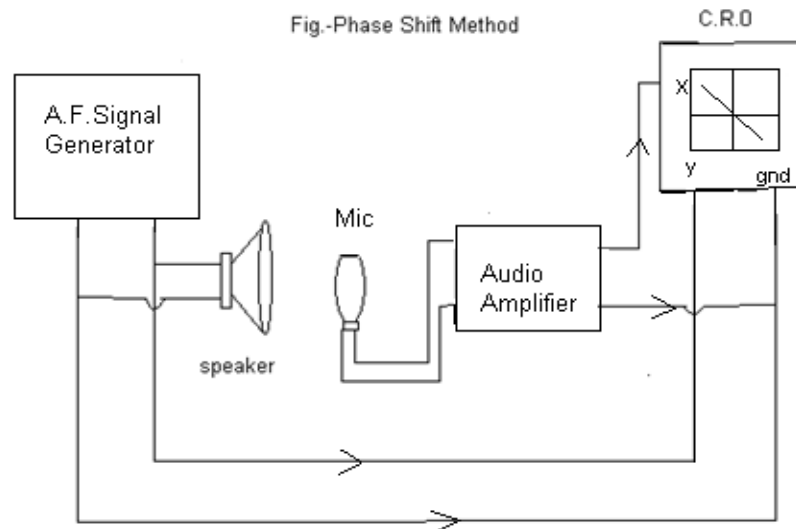 Fig.-Phase Shift Method
C.R.O
A.F.Signal
Generator
X
y
gnd
Mic
Audio
Amplifier
speaker